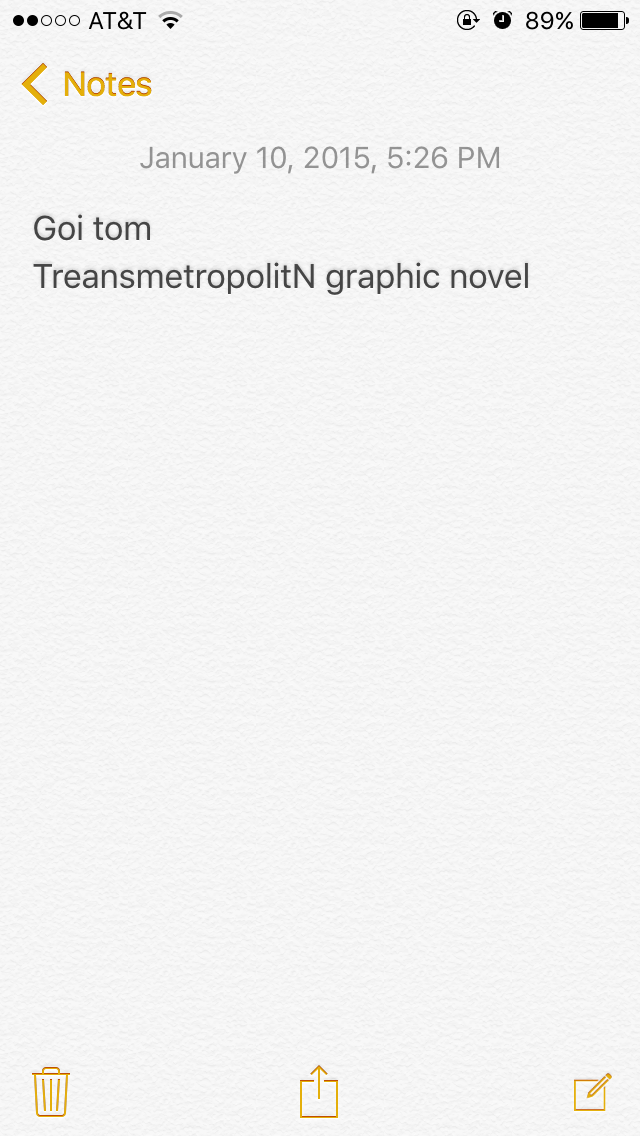 AT&T 89%
Notes
January 10, 2015, 5:26 PM
Goi tom
TreansmetropolitN graphic novel